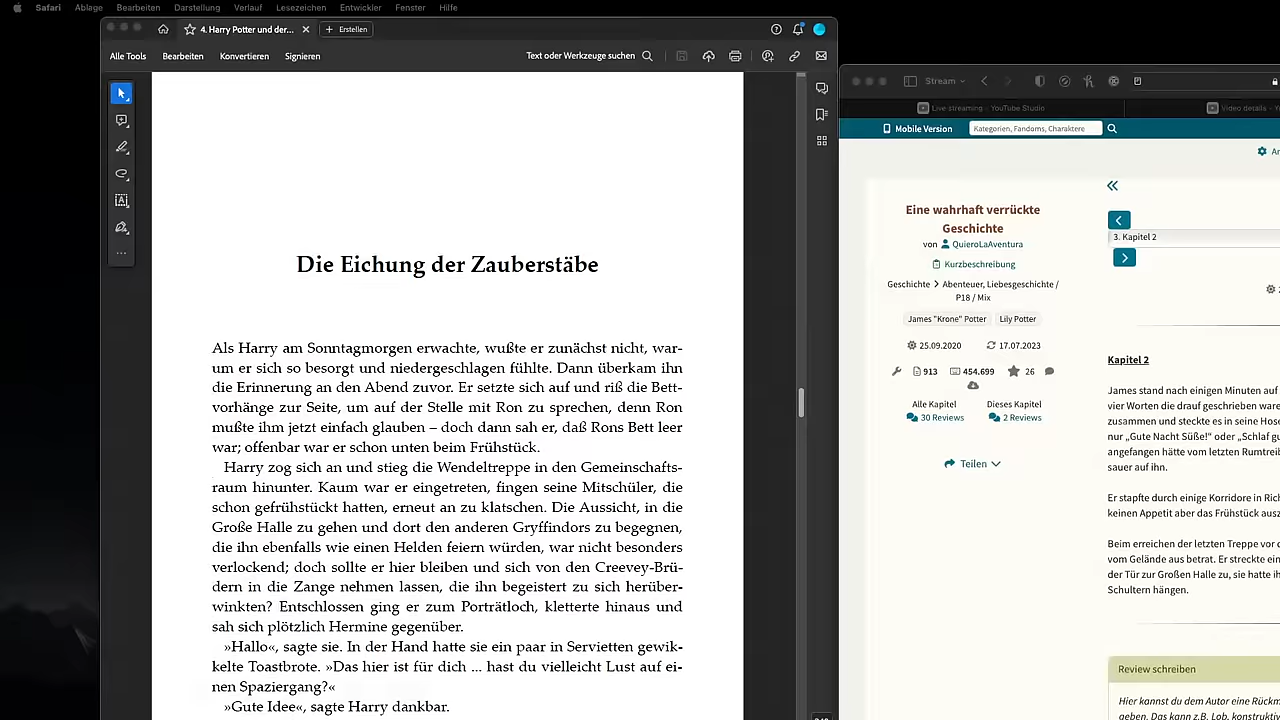 Safari Ablage Bearbeiten Darstellung Verlauf Lesezeichen Entwickler Fenster Hilfe
4. Harry Potter und der... Erstellen
Alle Tools Bearbeiten Konvertieren Signieren Text oder Werkzeuge suchen
Die Eichung der Zauberstäbe
Als Harry am Sonntagmorgen erwachte, wußte er zunächst nicht, war-
um er sich so besorgt und niedergeschlagen fühlte. Dann überkam ihn
die Erinnerung an den Abend zuvor. Er setzte sich auf und riß die Bett-
vorhänge zur Seite, um auf der Stelle mit Ron zu sprechen, denn Ron
mußte ihm jetzt einfach glauben – doch dann sah er, daß Rons Bett leer
war; offenbar war er schon unten beim Frühstück.
Harry zog sich an und stieg die Wendeltreppe in den Gemeinschafts-
raum hinunter. Kaum war er eingetreten, fingen seine Mitschüler, die
schon gefrühstückt hatten, erneut an zu klatschen. Die Aussicht, in die
Große Halle zu gehen und dort den anderen Gryffindors zu begegnen,
die ihn ebenfalls wie einen Helden feiern würden, war nicht besonders
verlockend; doch sollte er hier bleiben und sich von den Creevey-Brü-
dern in die Zange nehmen lassen, die ihn begeistert zu sich herüber-
winkten? Entschlossen ging er zum Porträtloch, kletterte hinaus und
sah sich plötzlich Hermine gegenüber.
»Hallo«, sagte sie. In der Hand hatte sie ein paar in Servietten gewik-
kelte Toastbrote. »Das hier ist für dich ... hast du vielleicht Lust auf ei-
nen Spaziergang?«
»Gute Idee«, sagte Harry dankbar.
Stream
Live streaming - YouTube Studio Video details - Y
Mobile Version Kategorien, Fandoms, Charaktere
Eine wahrhaft verrückte
Geschichte
von QuieroLaAventura
Kurzbeschreibung
Geschichte Abenteuer, Liebesgeschichte /
P18 / Mix
James "Krone" Potter Lily Potter
25.09.2020 17.07.2023
913 454.699 26
Alle Kapitel Dieses Kapitel
30 Reviews 2 Reviews
Teilen
3. Kapitel 2
Kapitel 2
James stand nach einigen Minuten auf
vier Worten die drauf geschrieben ware
zusammen und steckte es in seine Hose
nur „Gute Nacht Süße!“ oder „Schlaf gu
angefangen hätte vom letzten Rumtreib
sauer auf ihn.
Er stapfte durch einige Korridore in Rich
keinen Appetit aber das Frühstück ausz
Beim erreichen der letzten Treppe vor d
vom Gelände aus betrat. Er streckte ein
der Tür zur Großen Halle zu, sie hatte ih
Schultern hängen.
Review schreiben
Hier kannst du dem Autor eine Rückm
geben. Das kann z.B. Lob, konstruktiv